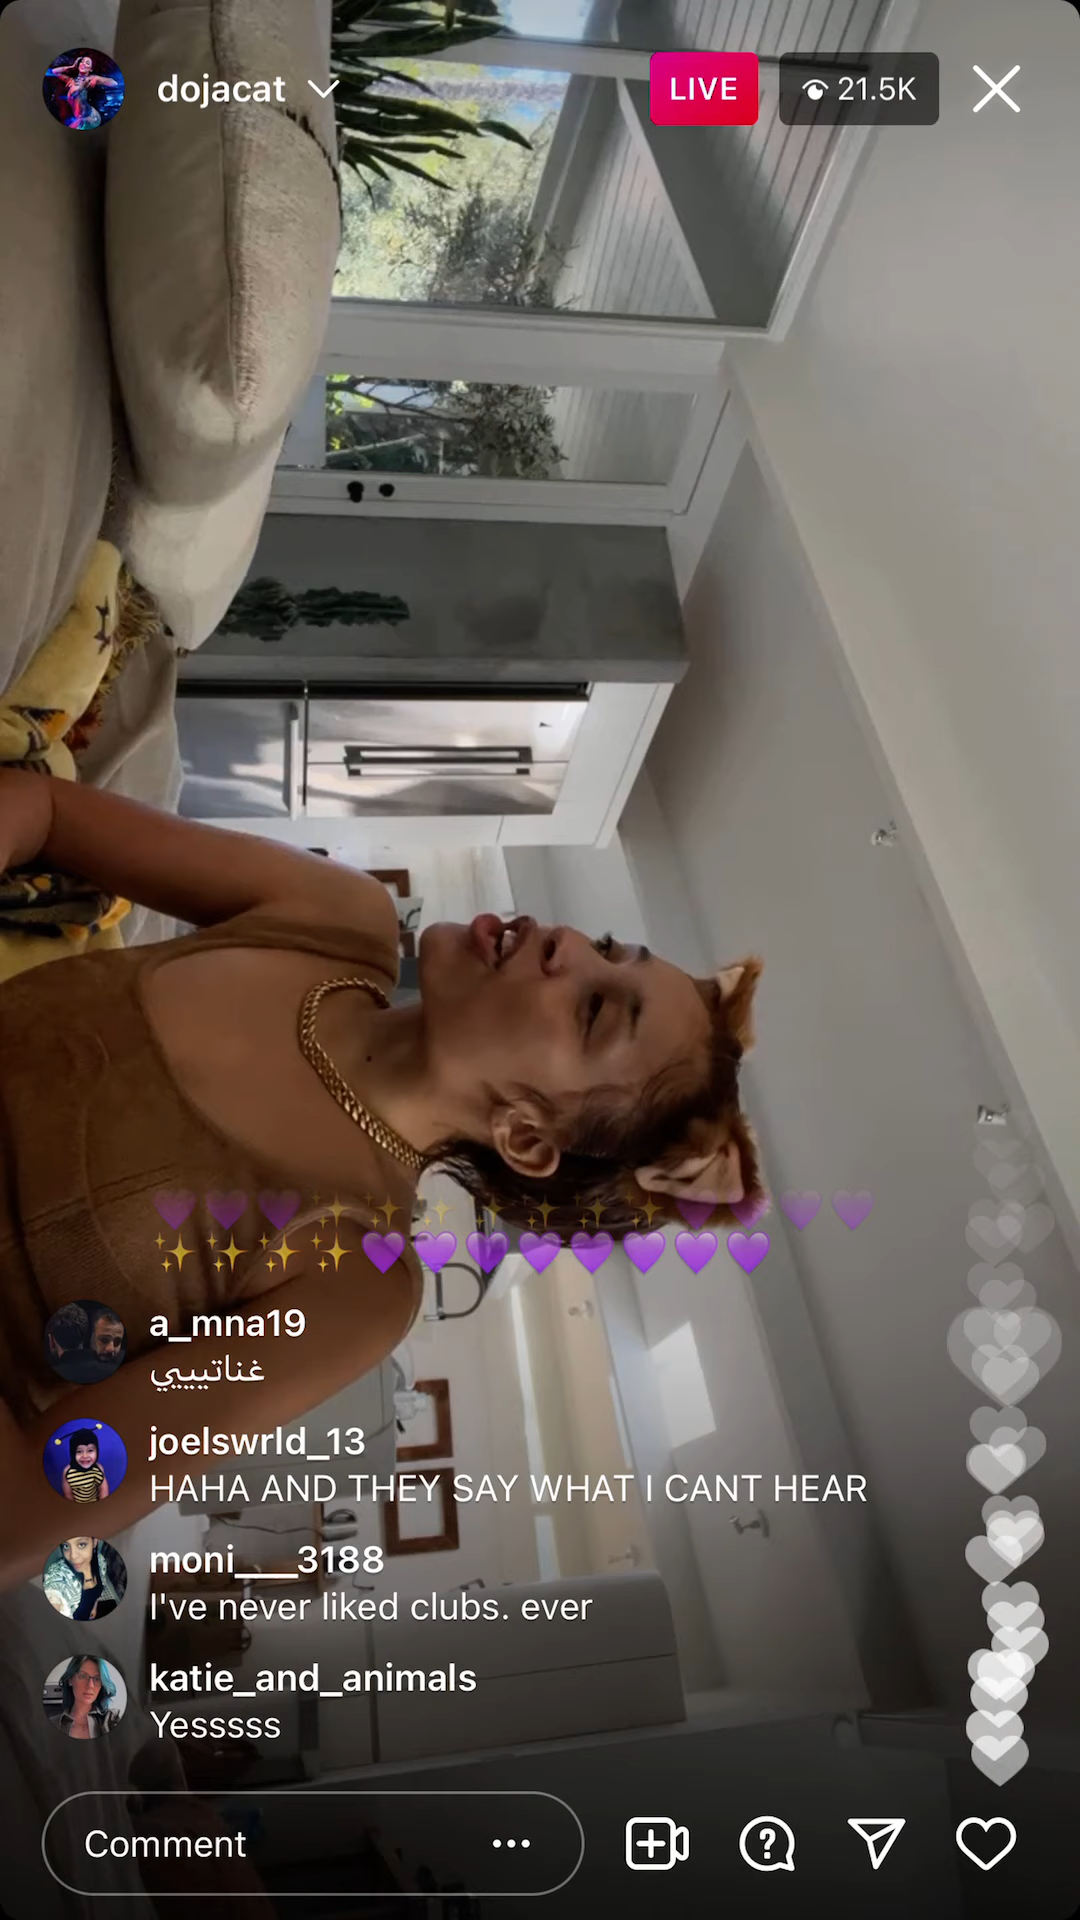 dojacat
LIVE
21.5K
💜💜💜✨✨✨✨✨✨✨💜💜💜💜
✨✨✨✨💜💜💜💜💜💜💜💜
a_mna19
غناتيييي
joelswrld_13
HAHA AND THEY SAY WHAT I CANT HEAR
moni___3188
I've never liked clubs. ever
katie_and_animals
Yesssss
Comment